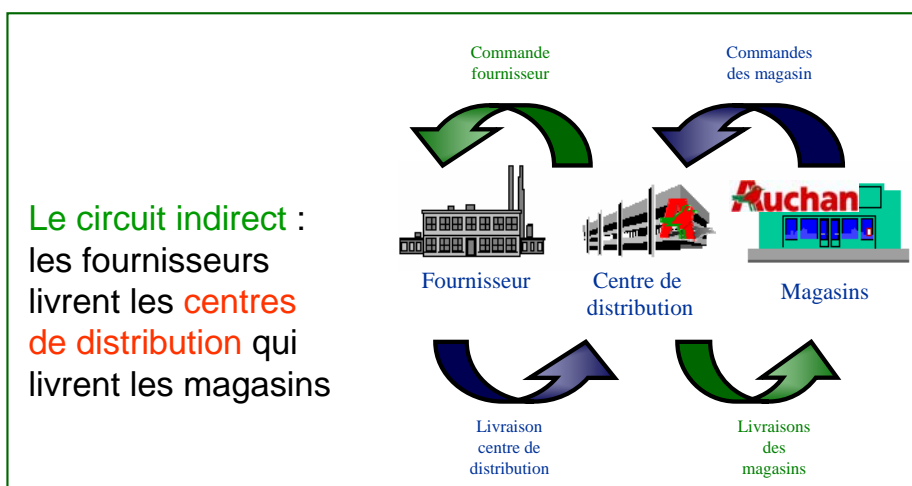 Commande
fournisseur
Commandes
des magasin
Le circuit indirect :
les fournisseurs
livrent les centres
de distribution qui
livrent les magasins
Auchan
Fournisseur
Centre de
distribution
Magasins
Livraison
centre de
distribution
Livraisons
des
magasins